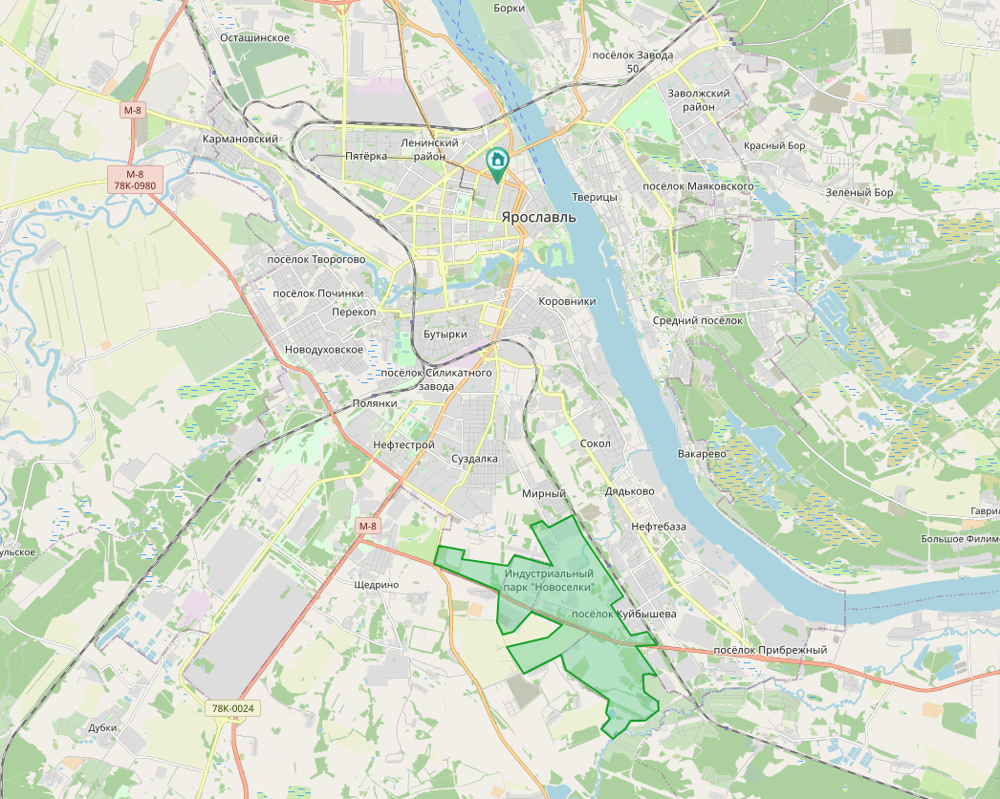 Борки
Осташинское
посёлок Завода
50
Заволжский
район
М-8
Кармановский
Ленинский
район
Пятёрка
Красный Бор
М-8
78К-0980
посёлок Маяковского
Зелёный Бор
Тверицы
Ярославль
посёлок Творогово
посёлок Починки
Перекоп
Коровники
Средний посёлок
Бутырки
Новодуховское
посёлок Силикатного
завода
Полянки
Нефтестрой
Суздалка
Сокол
Вакарево
Мирный
Дядьково
Гаврил
М-8
Нефтебаза
Большое Филимо
ульское
Индустриальный
парк "Новоселки"
Щедрино
посёлок Куйбышева
посёлок Прибрежный
78К-0024
Дубки